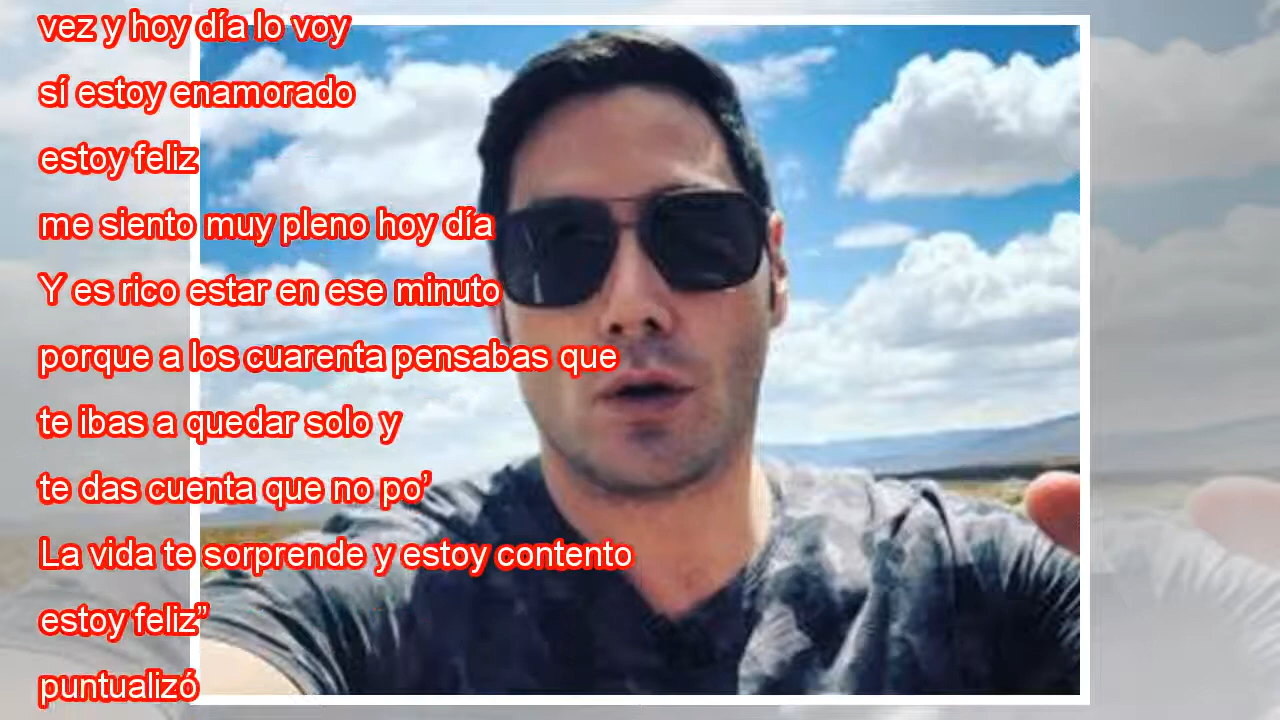 vez y hoy día lo voy
sí estoy enamorado
estoy feliz
me siento muy pleno hoy día
Y es rico estar en ese minuto
porque a los cuarenta pensabas que
te ibas a quedar solo y
te das cuenta que no po’
La vida te sorprende y estoy contento
estoy feliz”
puntualizó